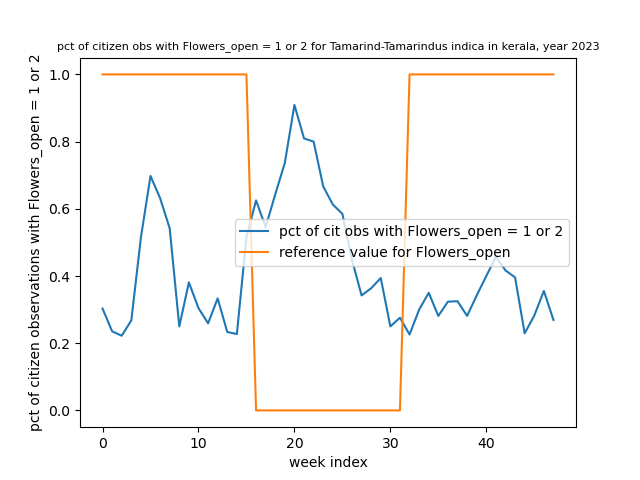 pct of citizen obs with Flowers_open = 1 or 2 for Tamarind-Tamarindus indica in kerala, year 2023
pct of citizen observations with Flowers_open = 1 or 2
1.0
0.8
0.6
0.4
0.2
0.0
pct of cit obs with Flowers_open = 1 or 2
reference value for Flowers_open
0 10 20 30 40
week index